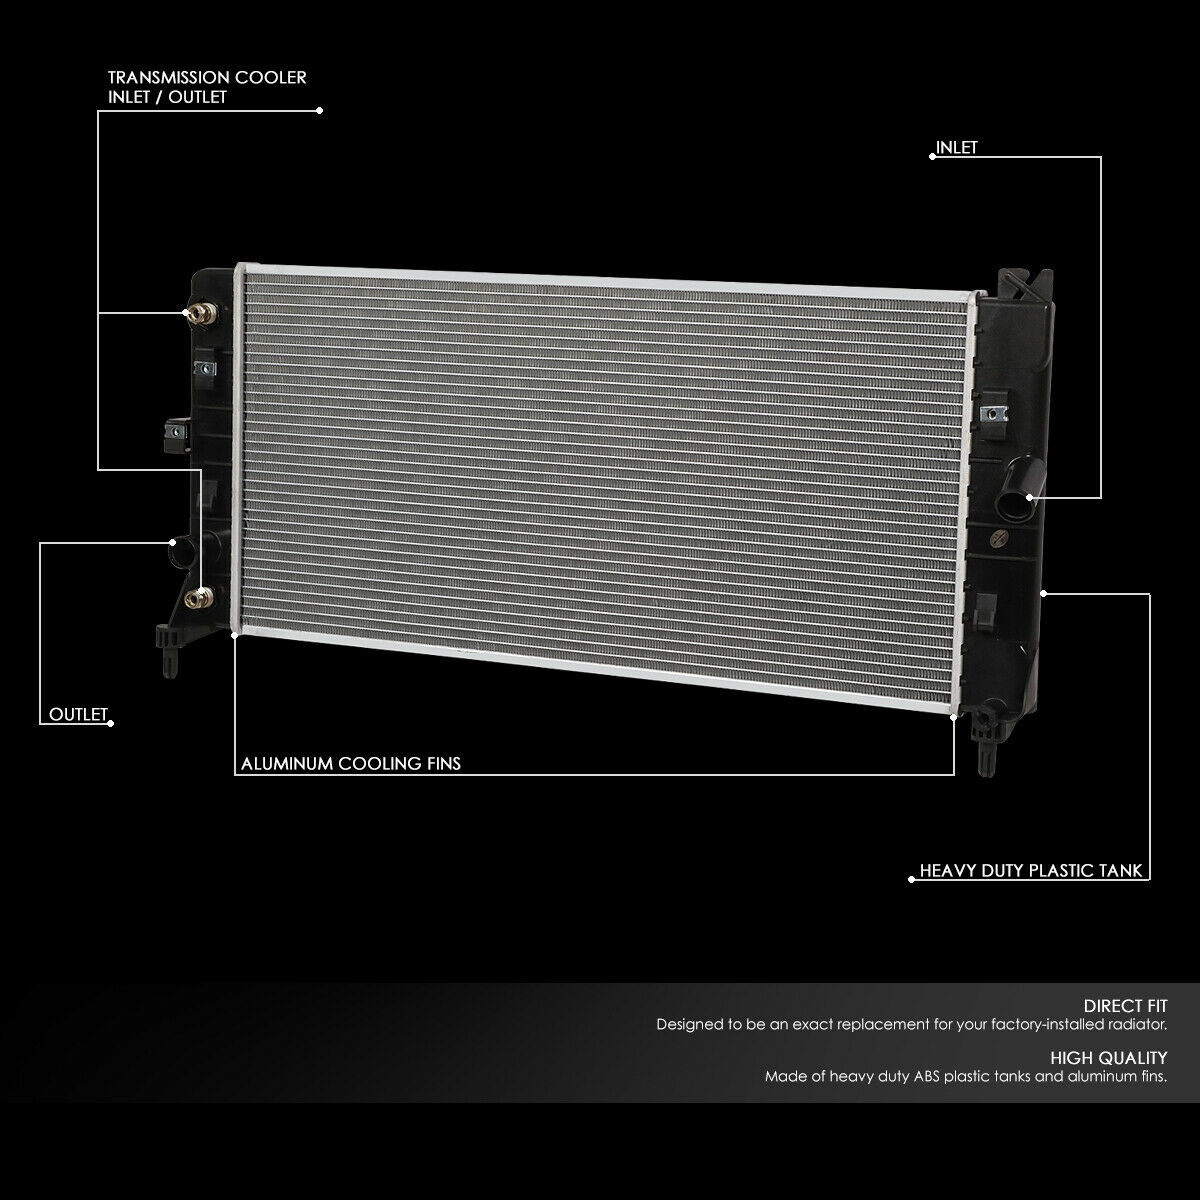 TRANSMISSION COOLER
INLET / OUTLET
INLET
OUTLET
ALUMINUM COOLING FINS
HEAVY DUTY PLASTIC TANK
DIRECT FIT
Designed to be an exact replacement for your factory-installed radiator.
HIGH QUALITY
Made of heavy duty ABS plastic tanks and aluminum fins.